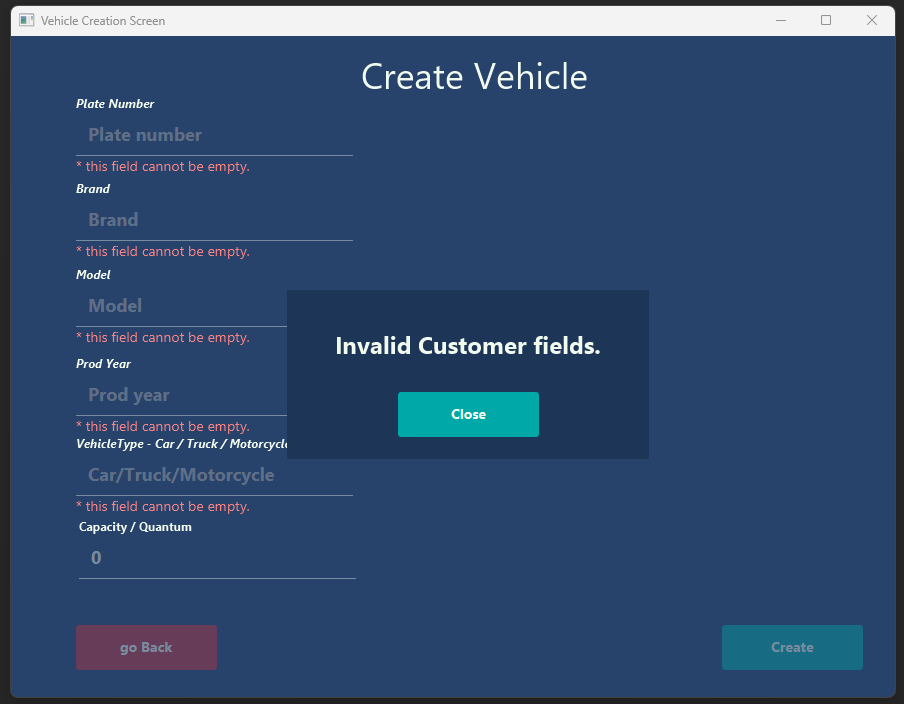 Vehicle Creation Screen
Create Vehicle
Plate Number
Plate number
* this field cannot be empty.
Brand
Brand
* this field cannot be empty.
Model
Model
* this field cannot be empty.
Prod Year
Prod year
* this field cannot be empty.
VehicleType - Car / Truck / Motorcycle
Car/Truck/Motorcycle
* this field cannot be empty.
Capacity / Quantum
0
Invalid Customer fields.
Close
go Back
Create